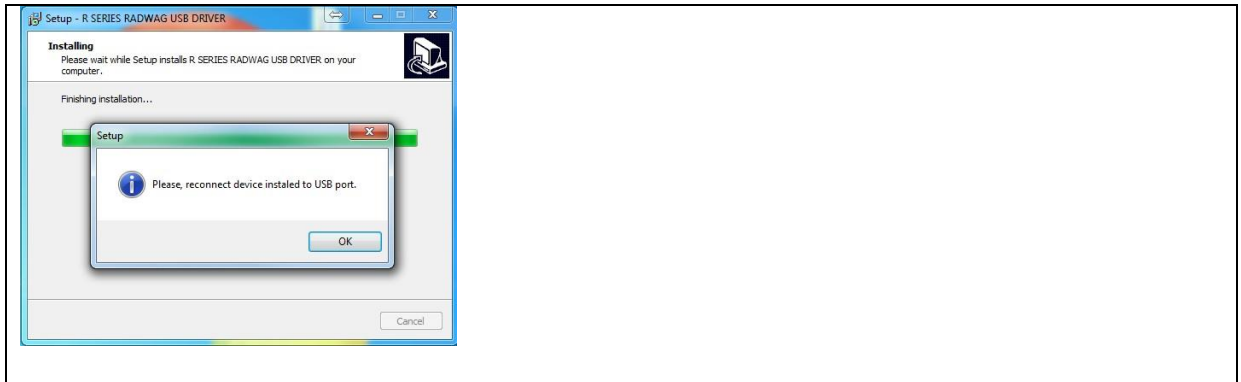 Setup - R SERIES RADWAG USB DRIVER
Installing
Please wait while Setup installs R SERIES RADWAG USB DRIVER on your
computer.
Finishing installation...
Setup
Please, reconnect device instaled to USB port.
OK
Cancel